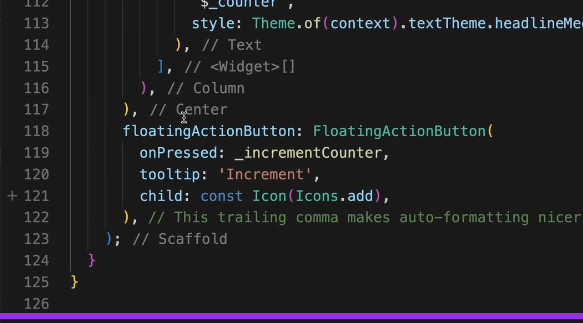 112 '$_counter',
113 style: Theme.of(context).textTheme.headlineMe
114 ), // Text
115 ], // <Widget>[]
116 ), // Column
117 ), // Center
118 floatingActionButton: FloatingActionButton(
119 onPressed: _incrementCounter,
120 tooltip: 'Increment',
+ 121 child: const Icon(Icons.add),
122 ), // This trailing comma makes auto-formatting nicer
123 ); // Scaffold
124 }
125 }
126